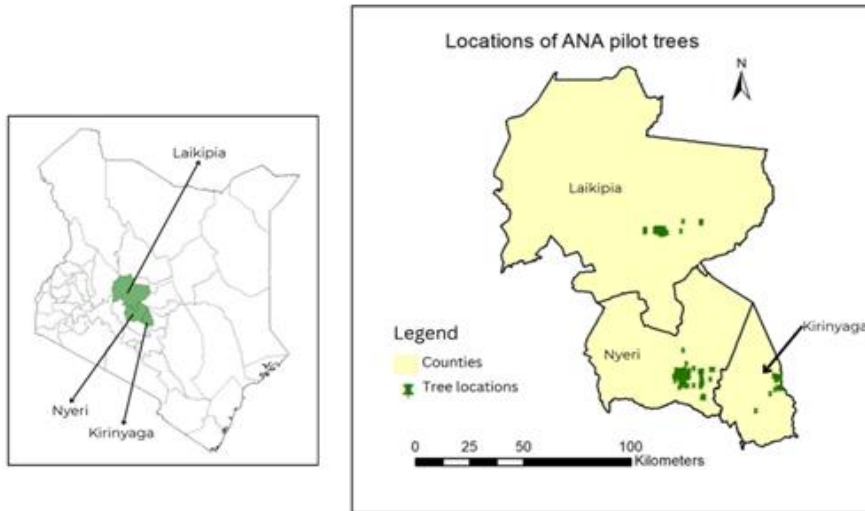 Laikipia
Nyeri
Kirinyaga
Locations of ANA pilot trees
N
Laikipia
Kirinyaga
Nyeri
Legend
Counties
Tree locations
0 25 50 100
Kilometers